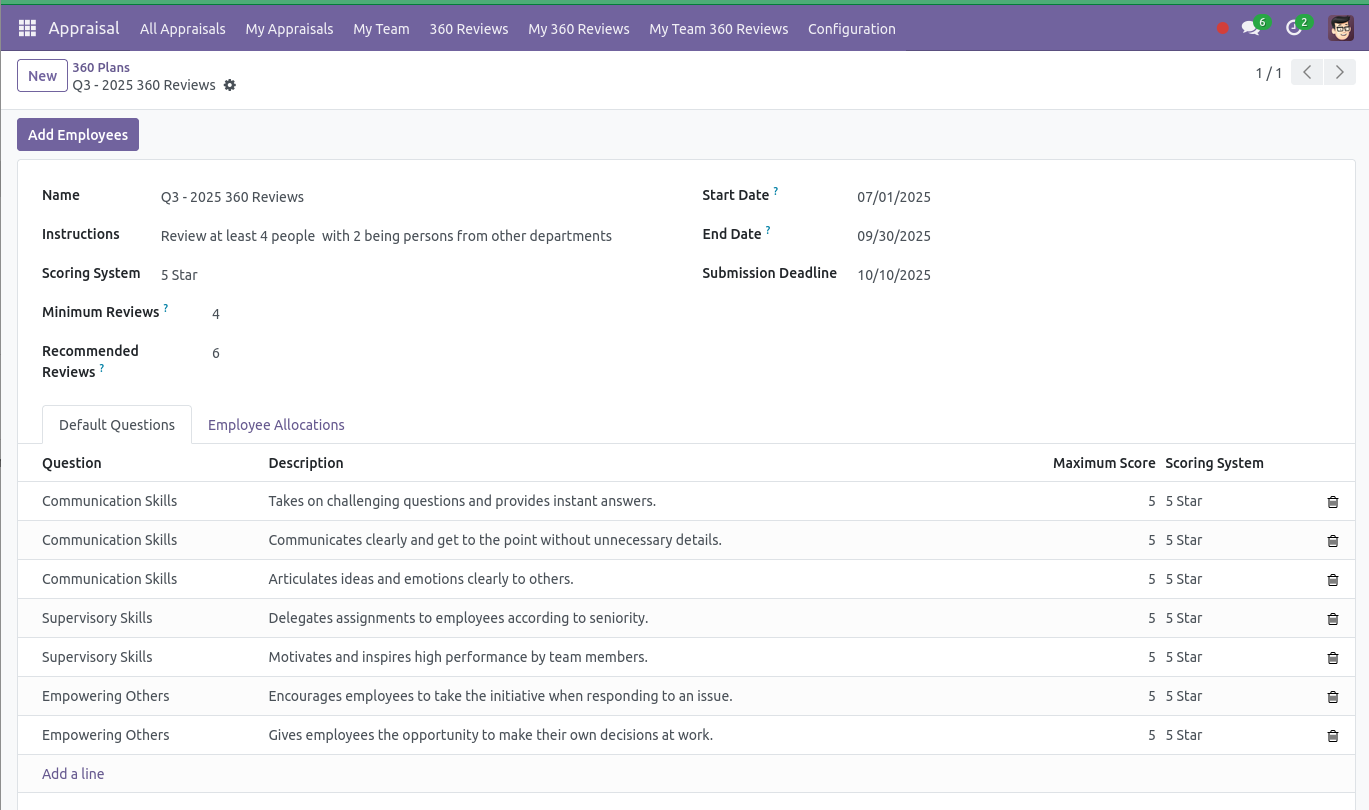 Appraisal All Appraisals My Appraisals My Team 360 Reviews My 360 Reviews My Team 360 Reviews Configuration 6 2
New 360 Plans
Q3 - 2025 360 Reviews 1 / 1
Add Employees
Name Q3 - 2025 360 Reviews Start Date ? 07/01/2025
Instructions Review at least 4 people  with 2 being persons from other departments End Date ? 09/30/2025
Scoring System 5 Star Submission Deadline 10/10/2025
Minimum Reviews ? 4
Recommended 6
Reviews ?
Default Questions Employee Allocations
Question Description Maximum Score Scoring System
Communication Skills Takes on challenging questions and provides instant answers. 5 5 Star
Communication Skills Communicates clearly and get to the point without unnecessary details. 5 5 Star
Communication Skills Articulates ideas and emotions clearly to others. 5 5 Star
Supervisory Skills Delegates assignments to employees according to seniority. 5 5 Star
Supervisory Skills Motivates and inspires high performance by team members. 5 5 Star
Empowering Others Encourages employees to take the initiative when responding to an issue. 5 5 Star
Empowering Others Gives employees the opportunity to make their own decisions at work. 5 5 Star
Add a line